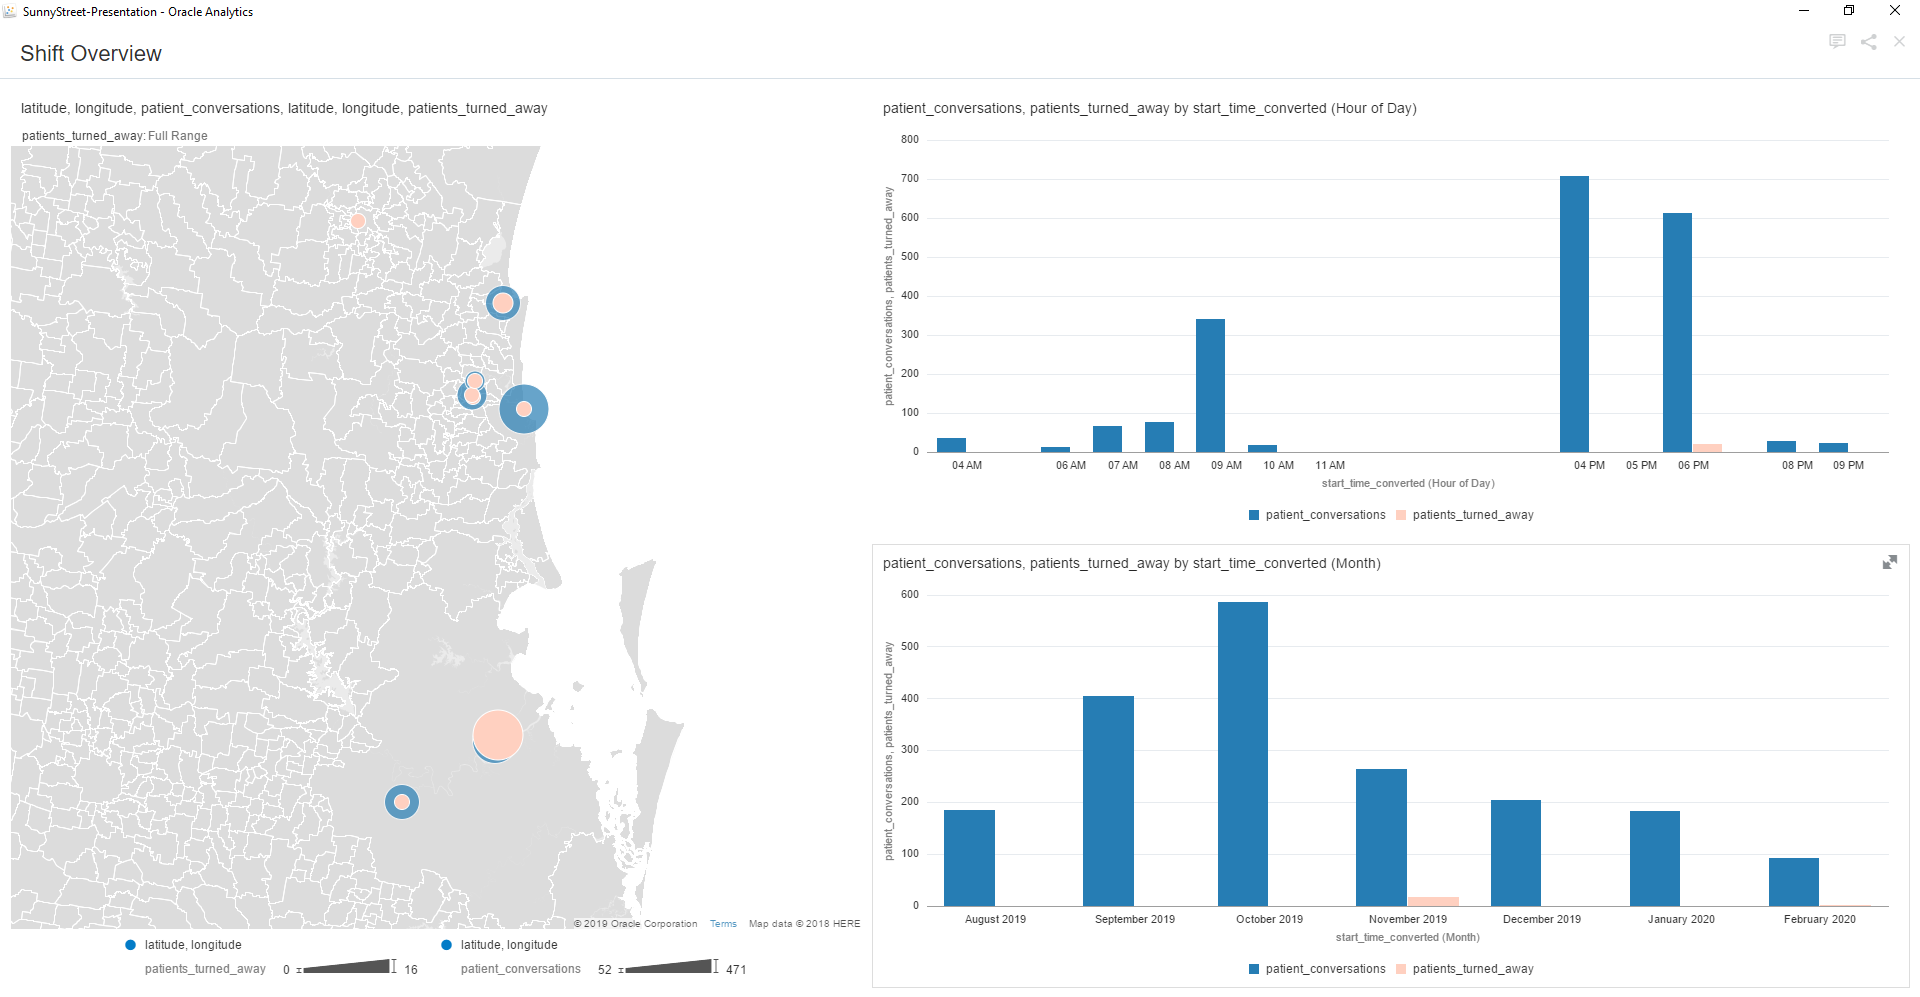 SunnyStreet-Presentation - Oracle Analytics
Shift Overview
latitude, longitude, patient_conversations, latitude, longitude, patients_turned_away
patients_turned_away: Full Range
© 2019 Oracle Corporation Terms Map data © 2018 HERE
latitude, longitude
patients_turned_away 0 16
latitude, longitude
patient_conversations 52 471
patient_conversations, patients_turned_away by start_time_converted (Hour of Day)
patient_conversations, patients_turned_away
800
700
600
500
400
300
200
100
0
04 AM 06 AM 07 AM 08 AM 09 AM 10 AM 11 AM 04 PM 05 PM 06 PM 08 PM 09 PM
start_time_converted (Hour of Day)
patient_conversations patients_turned_away
patient_conversations, patients_turned_away by start_time_converted (Month)
patient_conversations, patients_turned_away
600
500
400
300
200
100
0
August 2019 September 2019 October 2019 November 2019 December 2019 January 2020 February 2020
start_time_converted (Month)
patient_conversations patients_turned_away